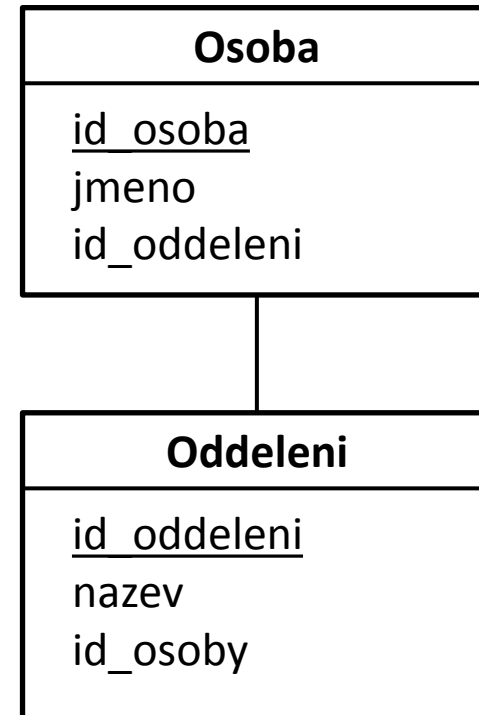 Osoba
id_osoba
jmeno
id_oddeleni
Oddeleni
id_oddeleni
nazev
id_osoby